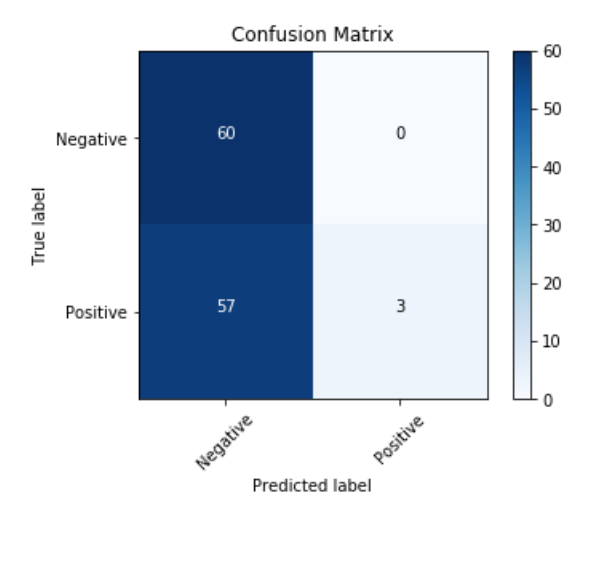 Confusion Matrix
True label
Negative
60
0
Positive
57
3
Negative
Positive
Predicted label
60
50
40
30
20
10
0